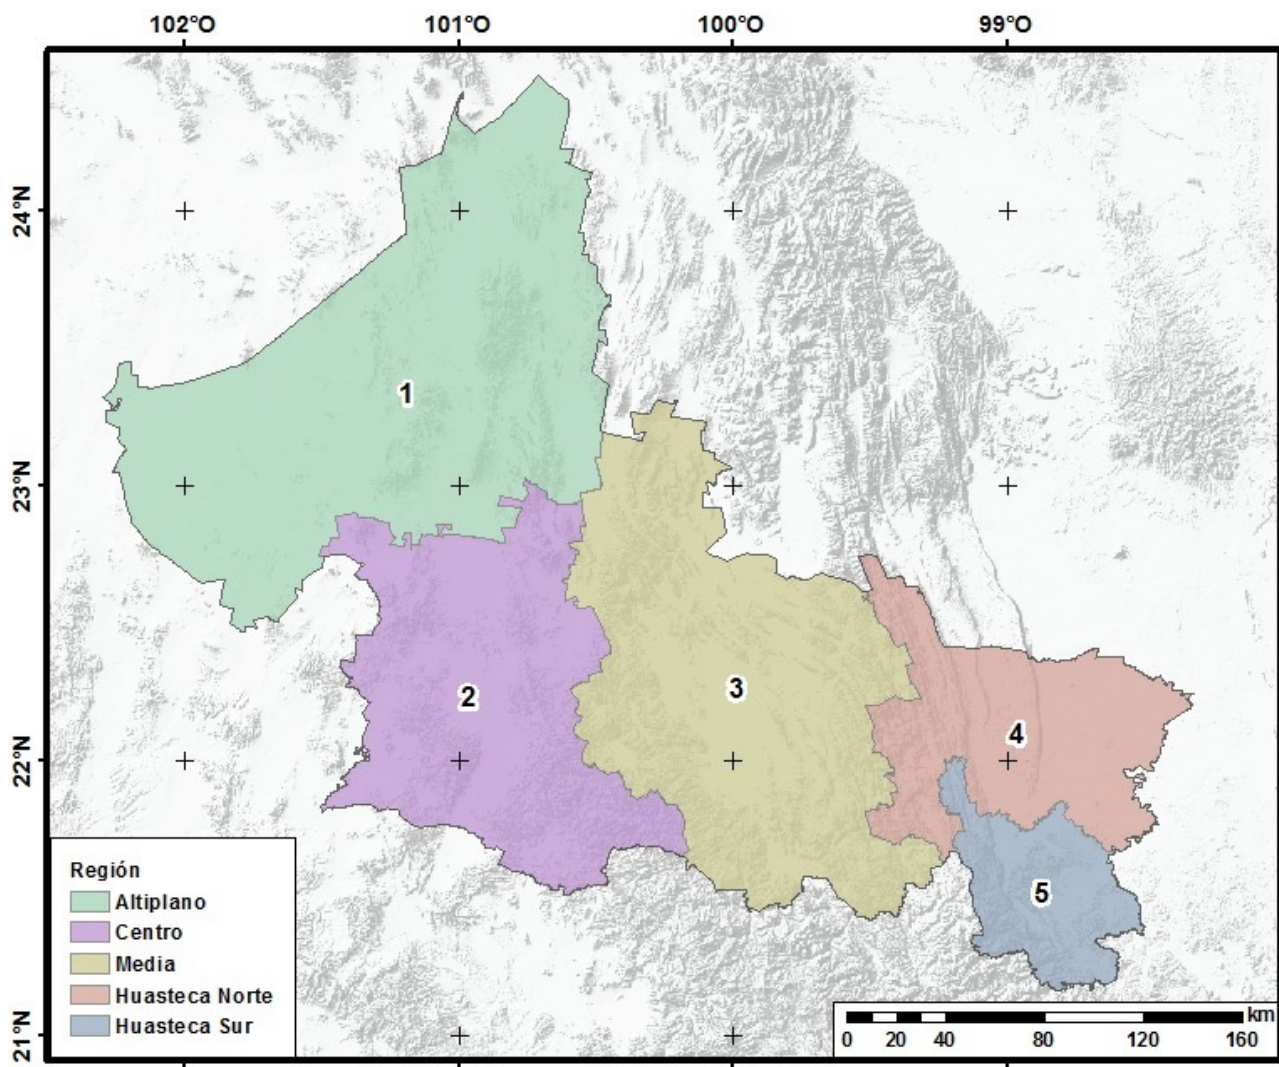 102°O 101°O 100°O 99°O
24°N
23°N
22°N
21°N
1
2
3
4
5
Región
Altiplano
Centro
Media
Huasteca Norte
Huasteca Sur
km
0 20 40 80 120 160